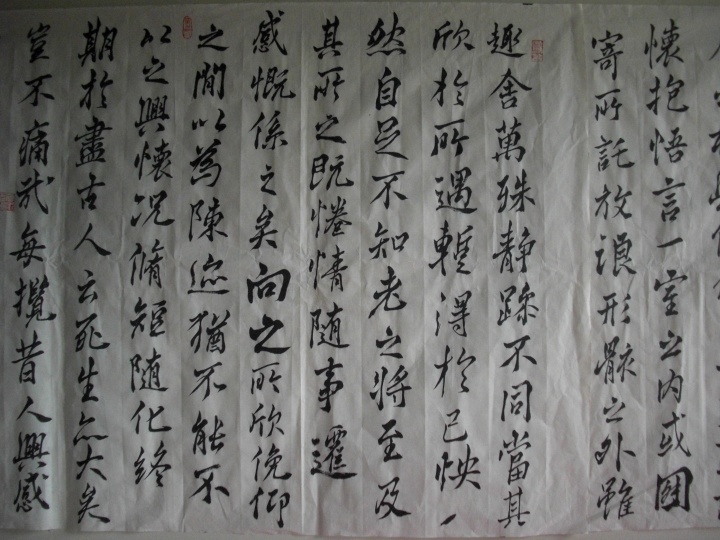 懷抱悟言一室之內或因
寄所託放浪形骸之外雖
趣舍萬殊静躁不同當其
欣於所遇蹔得於己怏
然自足不知老之將至及
其所之既惓情隨事遷
感慨係之矣向之所欣俛仰
之間以為陳迹猶不能不
以之興懷况脩短隨化終
期於盡古人云死生亦大矣
豈不痛哉每攬昔人興感